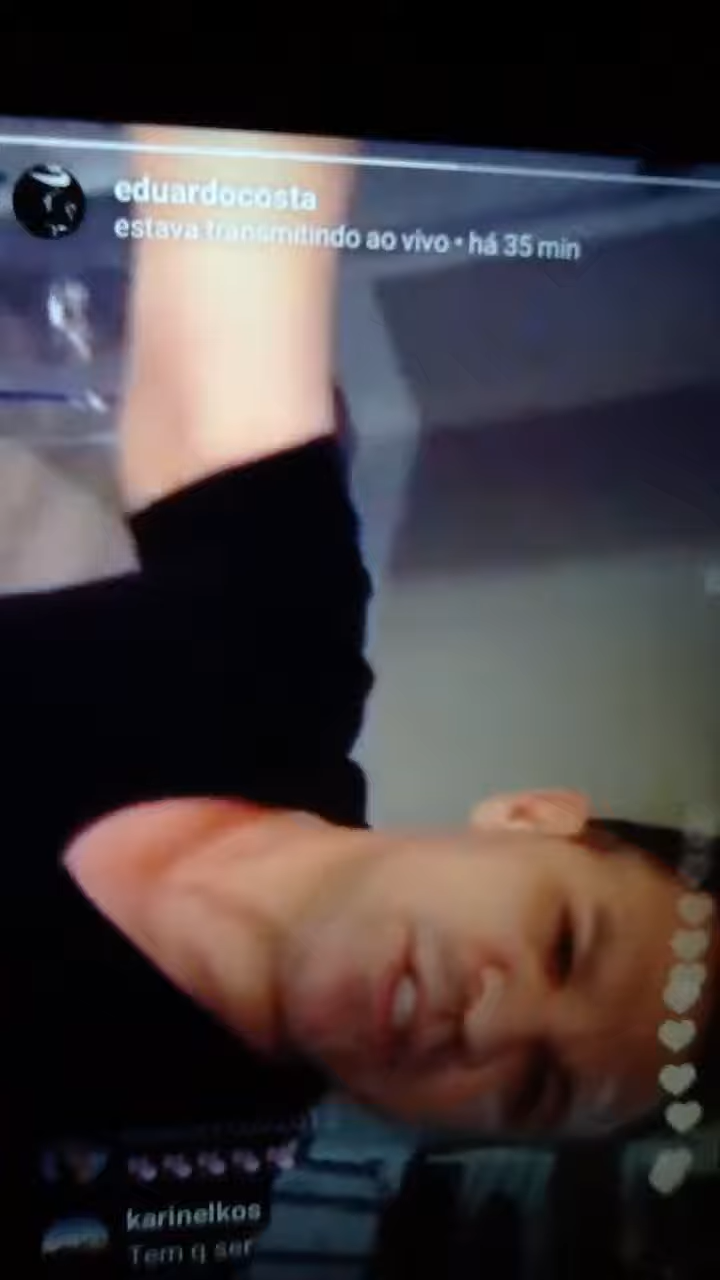 eduardocosta
estava transmitindo ao vivo • há 35 min
karinelkos
Tem q ser